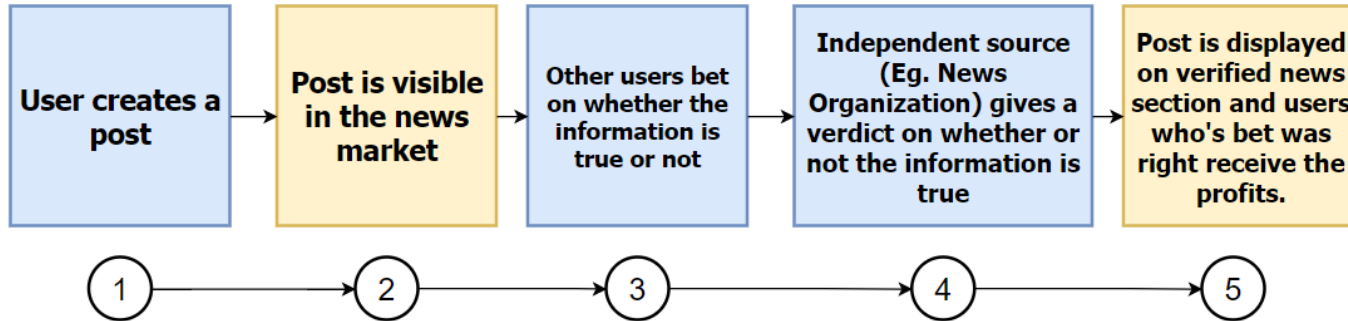 User creates a
post
Post is visible
in the news
market
Other users bet
on whether the
information is
true or not
Independent source
(Eg. News
Organization) gives a
verdict on whether or
not the information is
true
Post is displayed
on verified news
section and users
who's bet was
right receive the
profits.
1
2
3
4
5